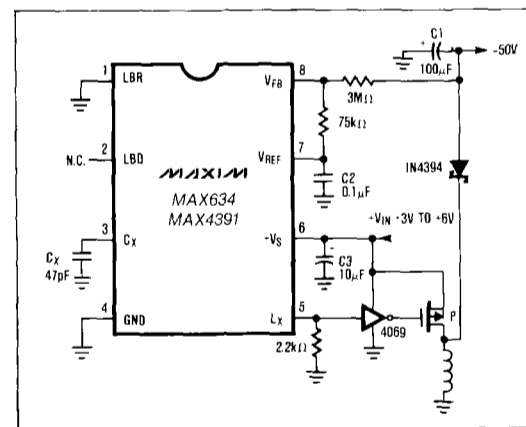 C1
+
100µF
-50V
1
LBR
VFB
8
3MΩ
75kΩ
N.C.
2
LBD
VREF
7
MAXIM
MAX634
MAX4391
C2
0.1µF
IN4394
3
CX
CX
47pF
+VS
6
+VIN +3V TO +6V
C3
10µF
4
GND
LX
5
4069
P
2.2kΩ